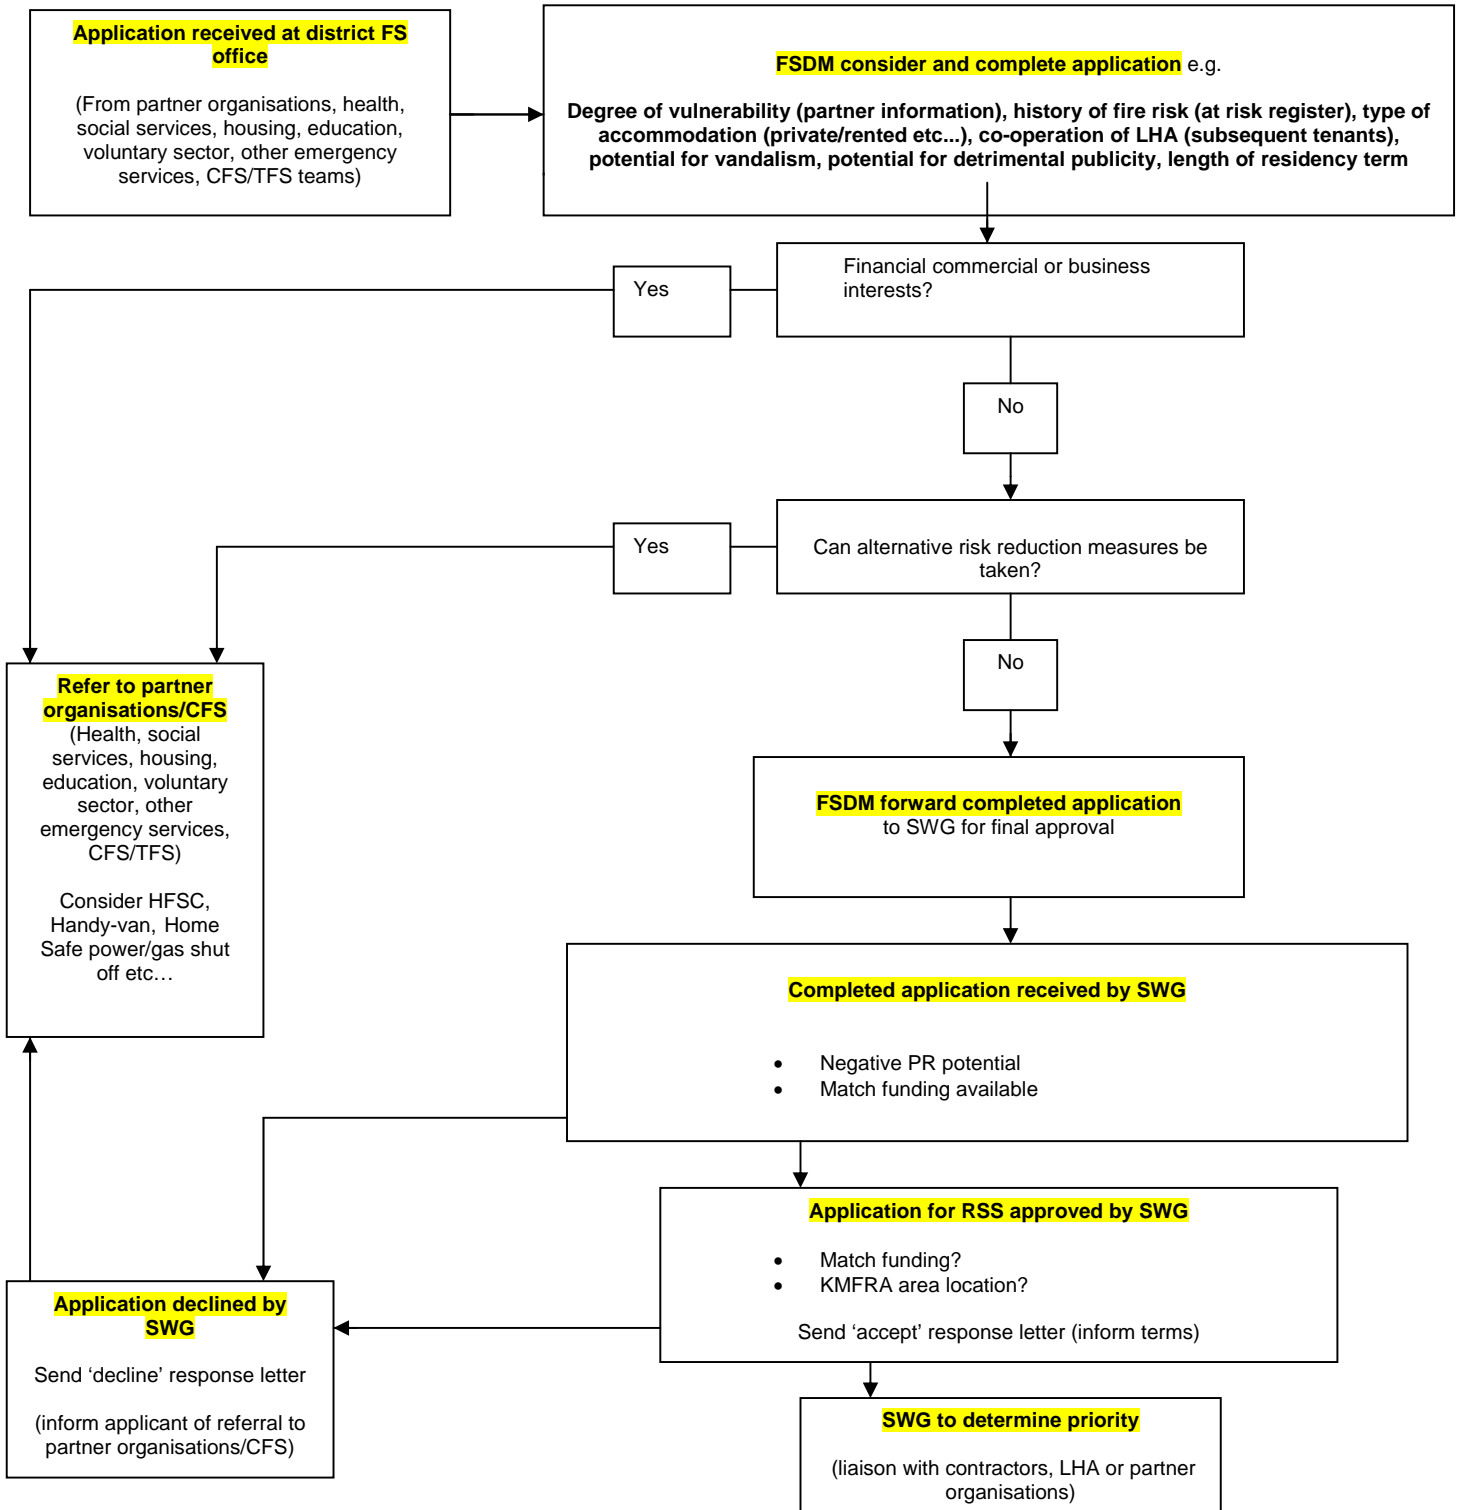 Application received at district FS
office
(From partner organisations, health,
social services, housing, education,
voluntary sector, other emergency
services, CFS/TFS teams)
FSDM consider and complete application e.g.
Degree of vulnerability (partner information), history of fire risk (at risk register), type of
accommodation (private/rented etc...), co-operation of LHA (subsequent tenants),
potential for vandalism, potential for detrimental publicity, length of residency term
Financial commercial or business
interests?
Yes
No
Can alternative risk reduction measures be
taken?
Yes
No
Refer to partner
organisations/CFS
(Health, social
services, housing,
education, voluntary
sector, other
emergency services,
CFS/TFS)
Consider HFSC,
Handy-van, Home
Safe power/gas shut
off etc…
FSDM forward completed application
to SWG for final approval
Completed application received by SWG
• Negative PR potential
• Match funding available
Application for RSS approved by SWG
• Match funding?
• KMFRA area location?
Send ‘accept’ response letter (inform terms)
Application declined by
SWG
Send ‘decline’ response letter
(inform applicant of referral to
partner organisations/CFS)
SWG to determine priority
(liaison with contractors, LHA or partner
organisations)